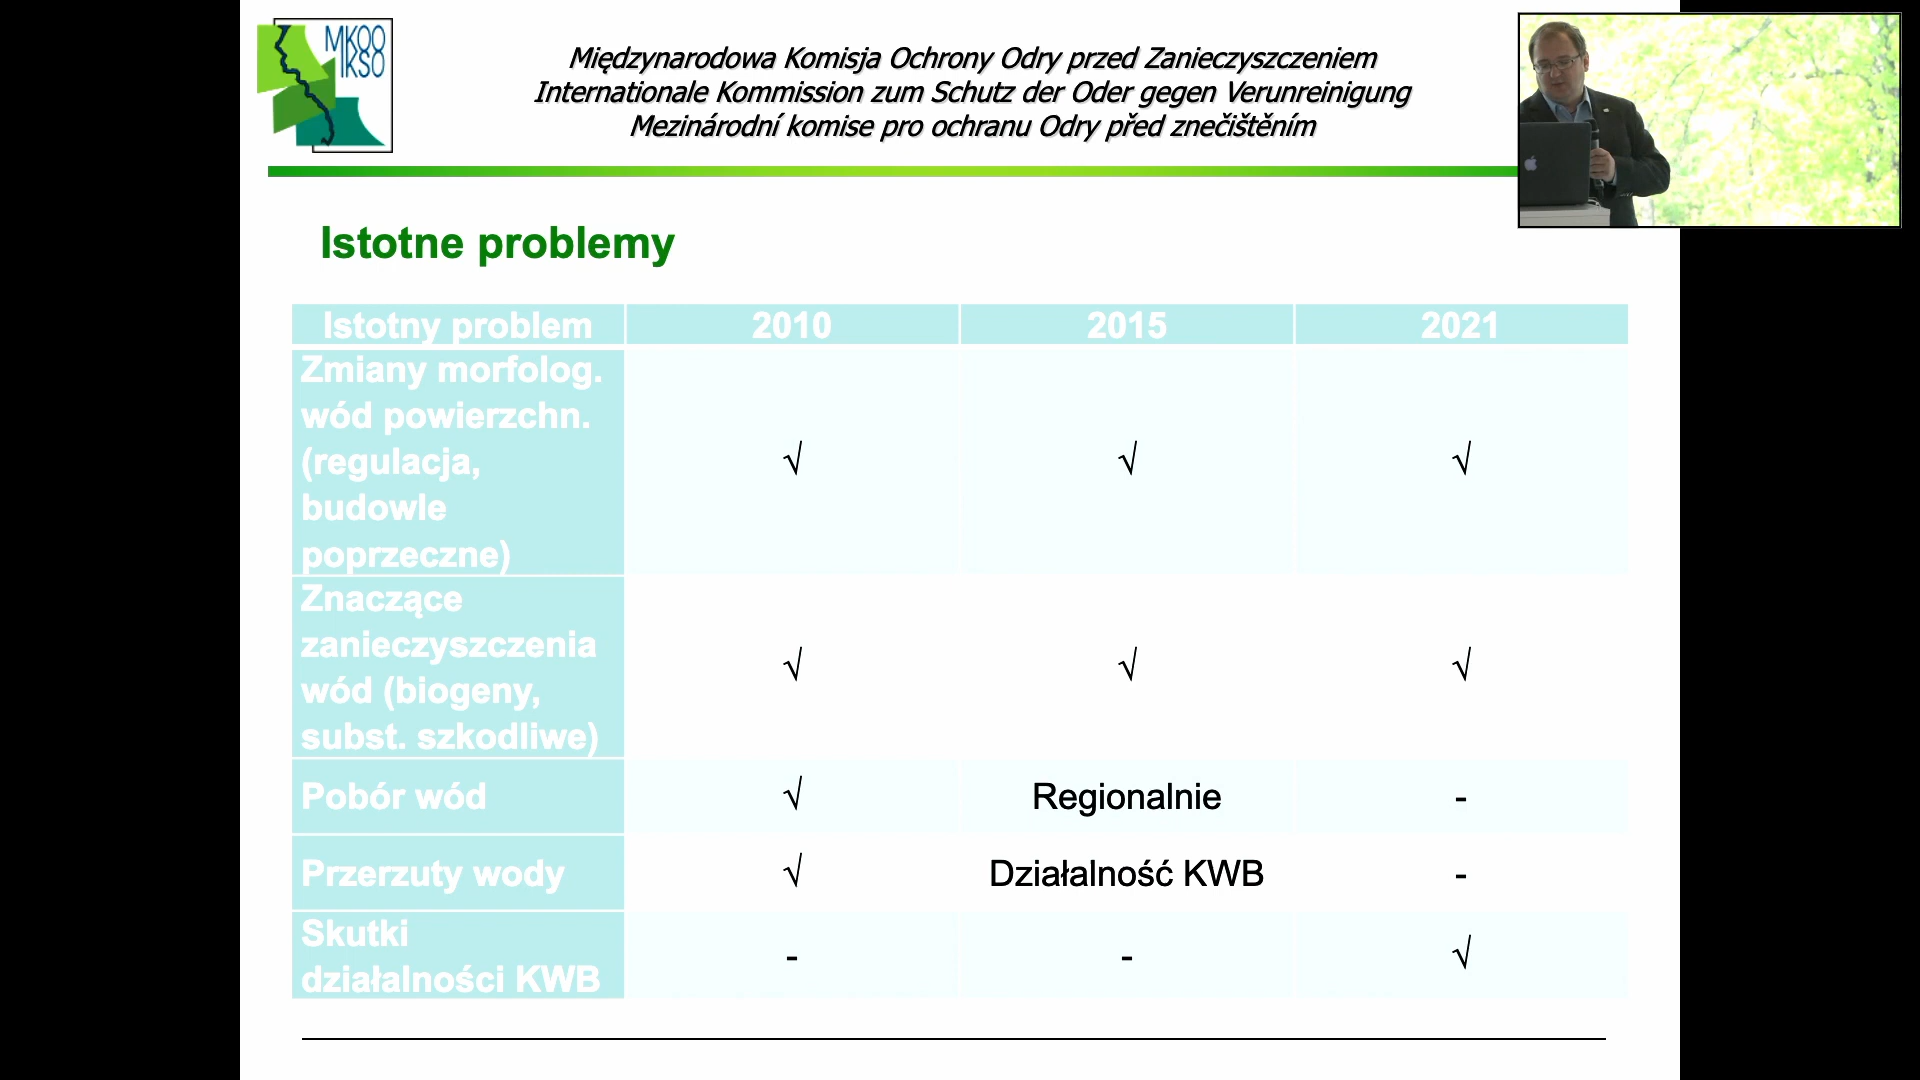 MKOO
IKSO
Międzynarodowa Komisja Ochrony Odry przed Zanieczyszczeniem
Internationale Kommission zum Schutz der Oder gegen Verunreinigung
Mezinárodní komise pro ochranu Odry před znečištěním
Istotne problemy
Istotny problem 2010 2015 2021
Zmiany morfolog.
wód powierzchn.
(regulacja,
budowle
poprzeczne)
√ √ √
Znaczące
zanieczyszczenia
wód (biogeny,
subst. szkodliwe)
√ √ √
Pobór wód √ Regionalnie -
Przerzuty wody √ Działalność KWB -
Skutki
działalności KWB
- - √